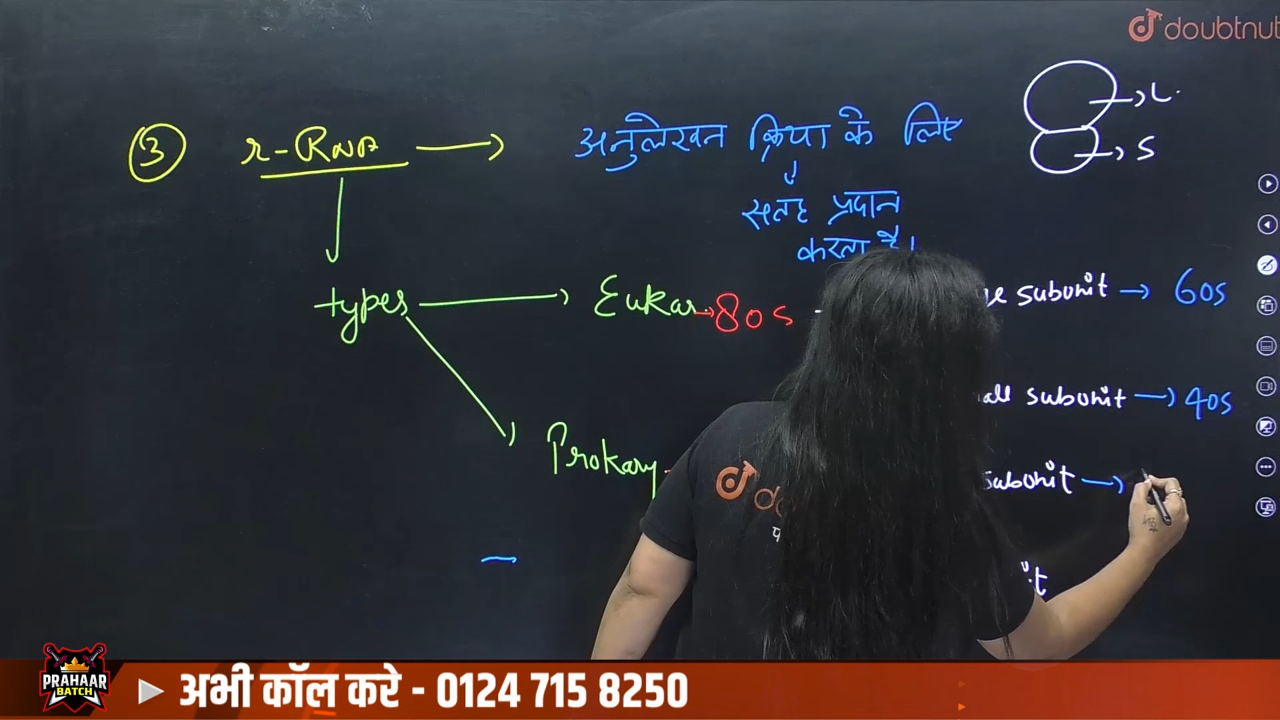 doubtnut
③ r-RNA → अनुलेखन क्रिया के लिए
सतह प्रदान
करता है।
→ L.
→ S
types → Eukar. → 80s
subunit → 60s
subunit → 40s
Prokary
subunit →
PRAHAAR
BATCH
अभी कॉल करे - 0124 715 8250